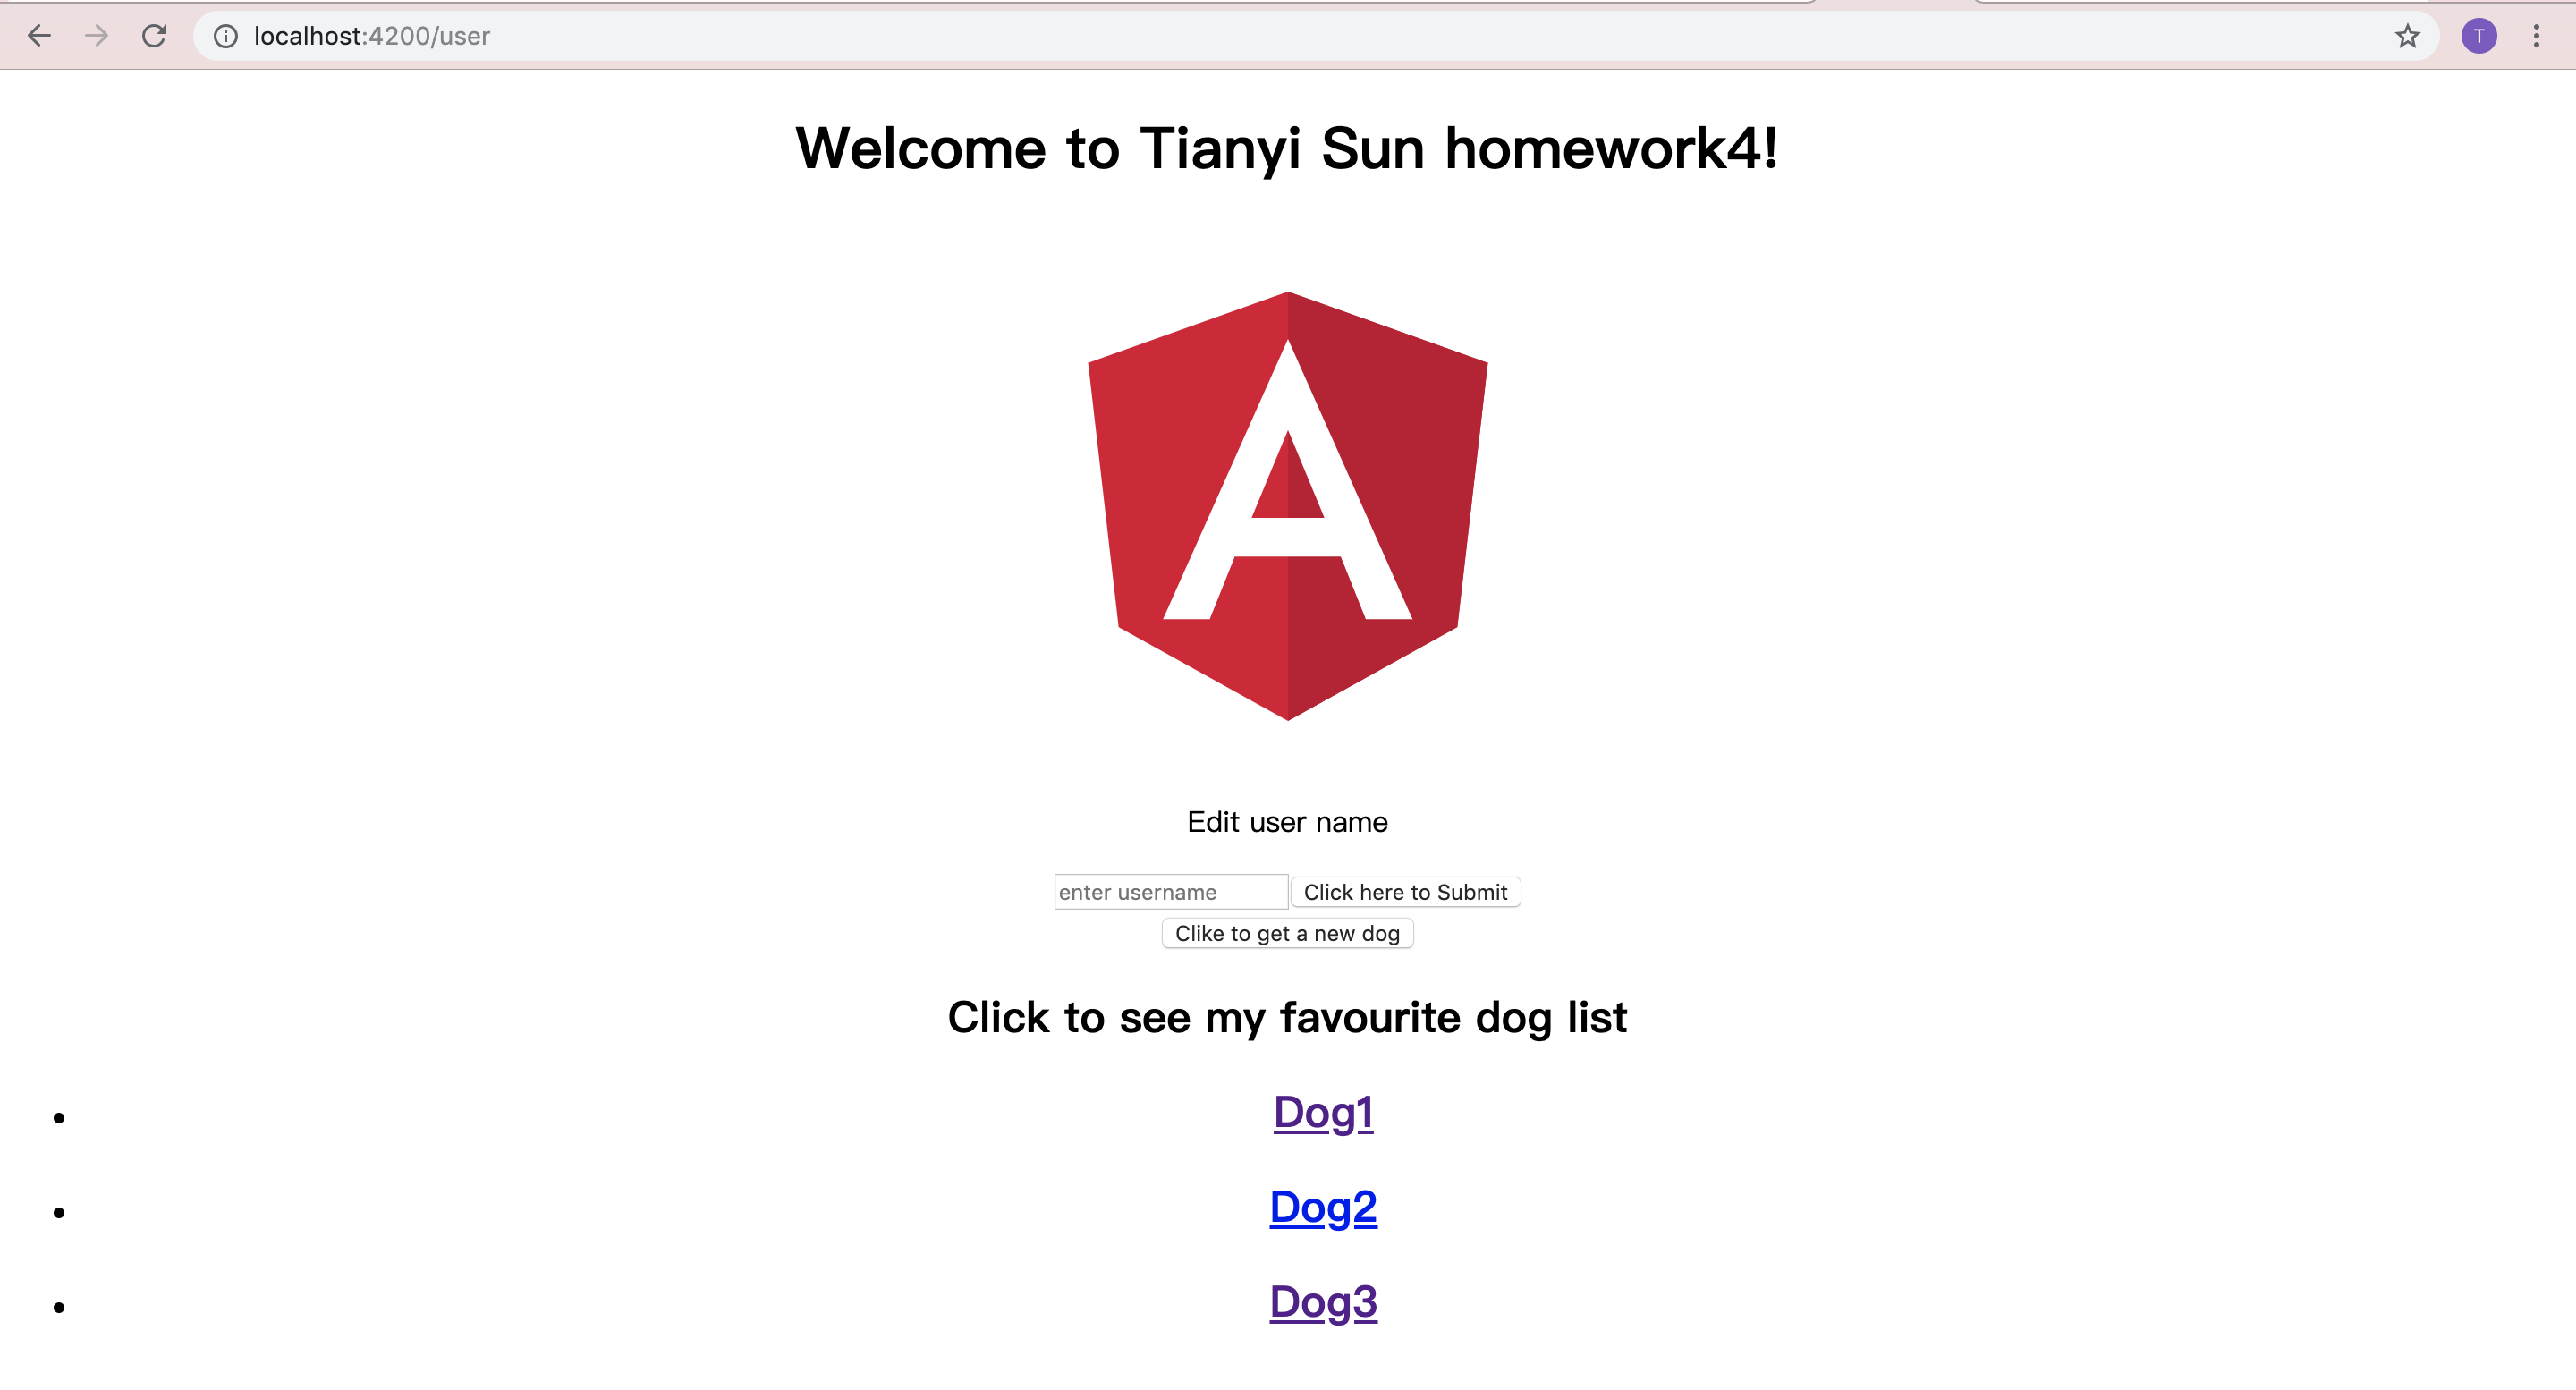 localhost:4200/user
T
Welcome to Tianyi Sun homework4!
A
Edit user name
enter username Click here to Submit
Clike to get a new dog
Click to see my favourite dog list
• Dog1
• Dog2
• Dog3